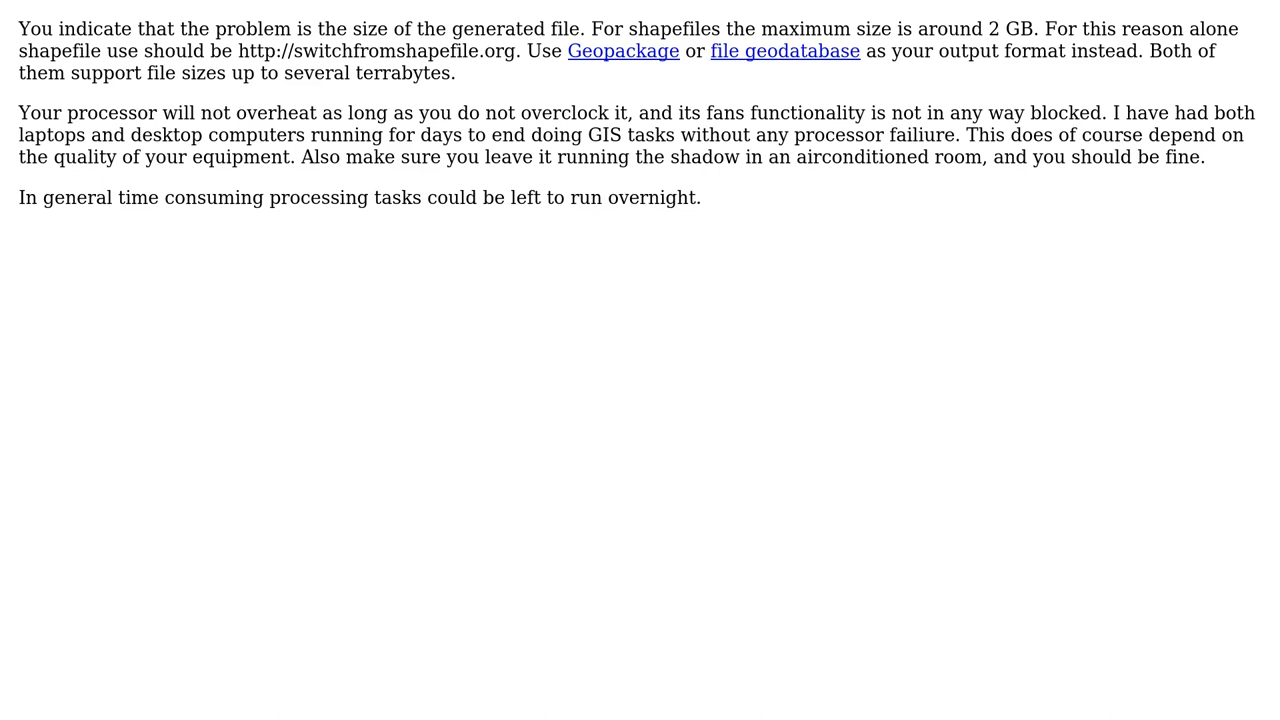 You indicate that the problem is the size of the generated file. For shapefiles the maximum size is around 2 GB. For this reason alone
shapefile use should be http://switchfromshapefile.org. Use Geopackage or file geodatabase as your output format instead. Both of
them support file sizes up to several terrabytes.
Your processor will not overheat as long as you do not overclock it, and its fans functionality is not in any way blocked. I have had both
laptops and desktop computers running for days to end doing GIS tasks without any processor failiure. This does of course depend on
the quality of your equipment. Also make sure you leave it running the shadow in an airconditioned room, and you should be fine.
In general time consuming processing tasks could be left to run overnight.